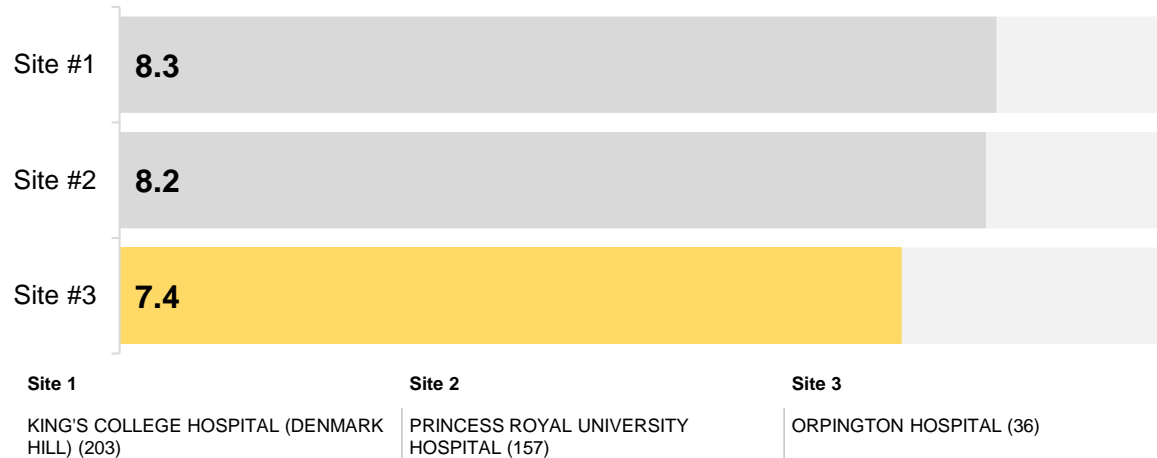 Site #1
8.3
Site #2
8.2
Site #3
7.4
Site 1
KING'S COLLEGE HOSPITAL (DENMARK
HILL) (203)
Site 2
PRINCESS ROYAL UNIVERSITY
HOSPITAL (157)
Site 3
ORPINGTON HOSPITAL (36)